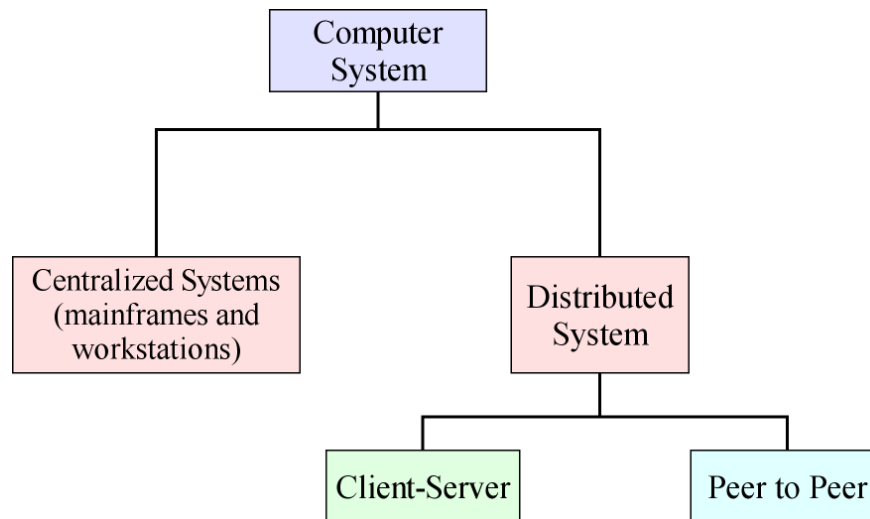 Computer
System
Centralized Systems
(mainframes and
workstations)
Distributed
System
Client-Server
Peer to Peer